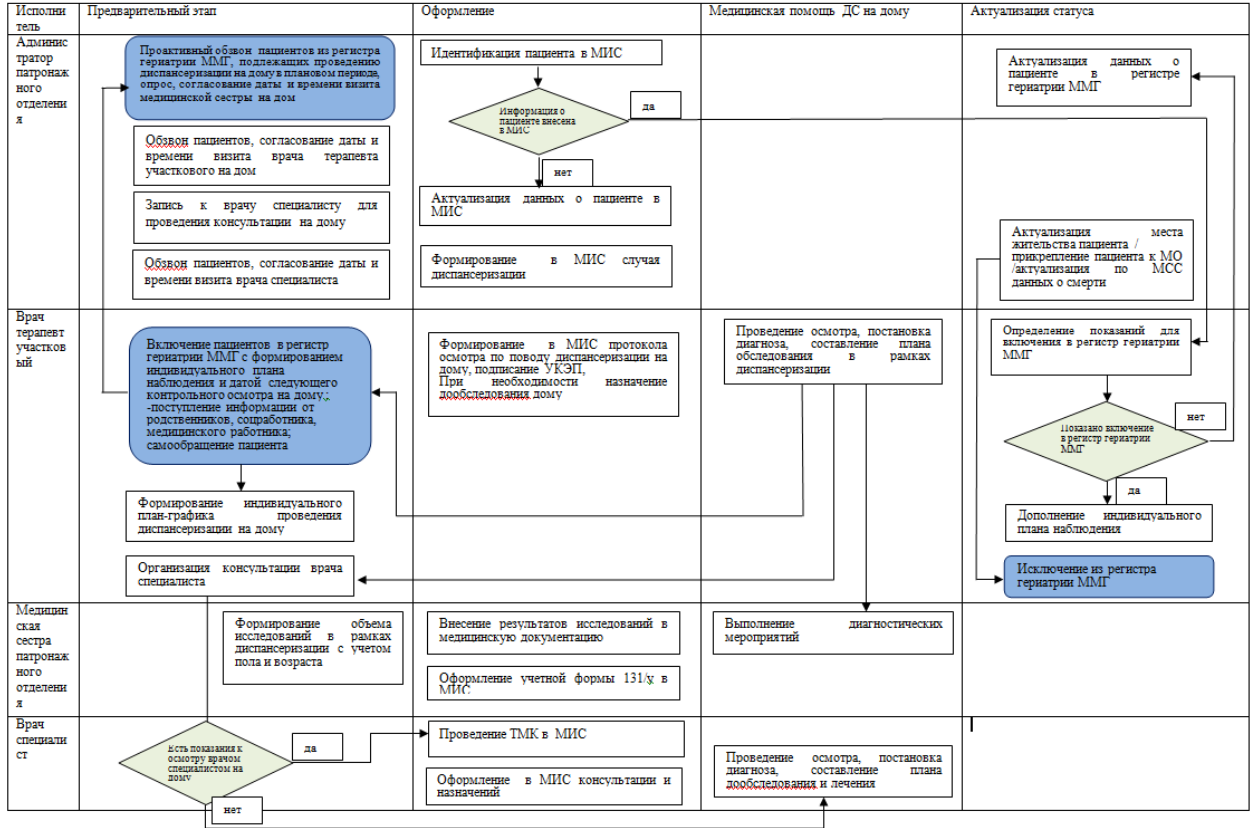 Исполни
тель
Предварительный этап
Оформление
Медицинская помощь ДС на дому
Актуализация статуса
Админис
тратор
патронаж
ного
отделени
я
Проактивный обзвон пациентов из регистра
гериатрии ММГ, подлежащих проведению
диспансеризации на дому в плановом периоде,
опрос, согласование даты и времени визита
медицинской сестры на дом
Обзвон пациентов, согласование даты и
времени визита врача терапевта
участкового на дом
Запись к врачу специалисту для
проведения консультации на дому
Обзвон пациентов, согласование даты и
времени визита врача специалиста
Идентификация пациента в МИС
Информация о
пациенте внесена
в МИС
да
нет
Актуализация данных о пациенте в
МИС
Формирование в МИС случая
диспансеризации
Актуализация данных о
пациенте в регистре
гериатрии ММГ
Актуализация места
жительства пациента /
прикрепление пациента к МО
/актуализация по МСС
данных о смерти
Врач
терапевт
участков
ый
Включение пациентов в регистр
гериатрии ММГ с формированием
индивидуального плана
наблюдения и датой следующего
контрольного осмотра на дому.;
-поступление информации от
родственников, соцработника,
медицинского работника;
самообращение пациента
Формирование индивидуального
план-графика проведения
диспансеризации на дому
Организация консультации врача
специалиста
Формирование в МИС протокола
осмотра по поводу диспансеризации на
дому, подписание УКЭП,
При необходимости назначение
дообследования дому
Проведение осмотра, постановка
диагноза, составление плана
обследования в рамках
диспансеризации
Определение показаний для
включения в регистр гериатрии
ММГ
Показано включение
в регистр гериатрии
ММГ
нет
да
Дополнение индивидуального
плана наблюдения
Исключение из регистра
гериатрии ММГ
Медицин
ская
сестра
патронаж
ного
отделени
я
Формирование объема
исследований в рамках
диспансеризации с учетом
пола и возраста
Внесение результатов исследований в
медицинскую документацию
Оформление учетной формы 131/у в
МИС
Выполнение диагностических
мероприятий
Врач
специали
ст
Есть показания к
осмотру врачом
специалистом на
дому
да
нет
Проведение ТМК в МИС
Оформление в МИС консультации и
назначений
Проведение осмотра, постановка
диагноза, составление плана
дообследования и лечения